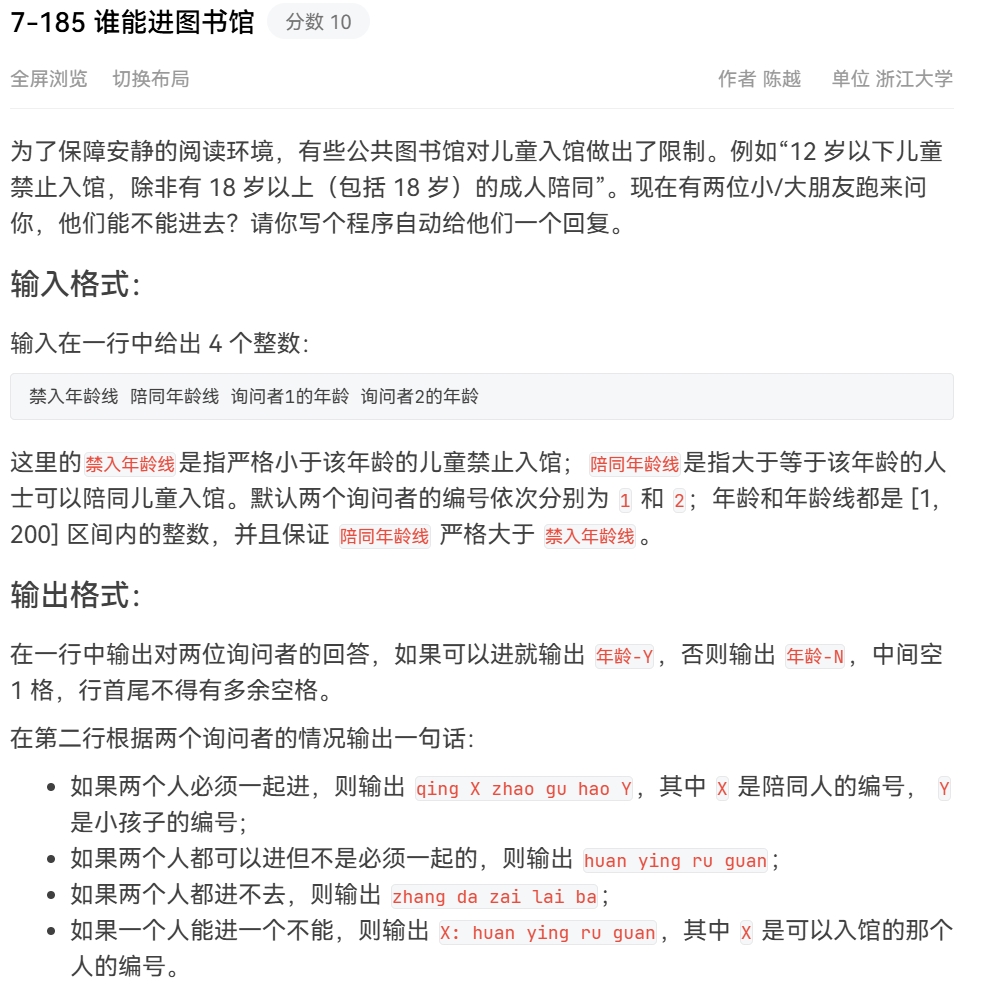 7-185 谁能进图书馆 分数 10
全屏浏览 切换布局 作者 陈越 单位 浙江大学
为了保障安静的阅读环境，有些公共图书馆对儿童入馆做出了限制。例如“12 岁以下儿童
禁止入馆，除非有 18 岁以上（包括 18 岁）的成人陪同”。现在有两位小/大朋友跑来问
你，他们能不能进去？请你写个程序自动给他们一个回复。
输入格式：
输入在一行中给出 4 个整数：
禁入年龄线 陪同年龄线 询问者1的年龄 询问者2的年龄
这里的禁入年龄线是指严格小于该年龄的儿童禁止入馆；陪同年龄线是指大于等于该年龄的人
士可以陪同儿童入馆。默认两个询问者的编号依次分别为 1 和 2；年龄和年龄线都是 [1,
200] 区间内的整数，并且保证 陪同年龄线 严格大于 禁入年龄线。
输出格式：
在一行中输出对两位询问者的回答，如果可以进就输出 年龄-Y，否则输出 年龄-N，中间空
1 格，行首尾不得有多余空格。
在第二行根据两个询问者的情况输出一句话：
• 如果两个人必须一起进，则输出 qing X zhao gu hao Y，其中 X 是陪同人的编号， Y
是小孩子的编号；
• 如果两个人都可以进但不是必须一起的，则输出 huan ying ru guan；
• 如果两个人都进不去，则输出 zhang da zai lai ba；
• 如果一个人能进一个不能，则输出 X: huan ying ru guan，其中 X 是可以入馆的那个
人的编号。